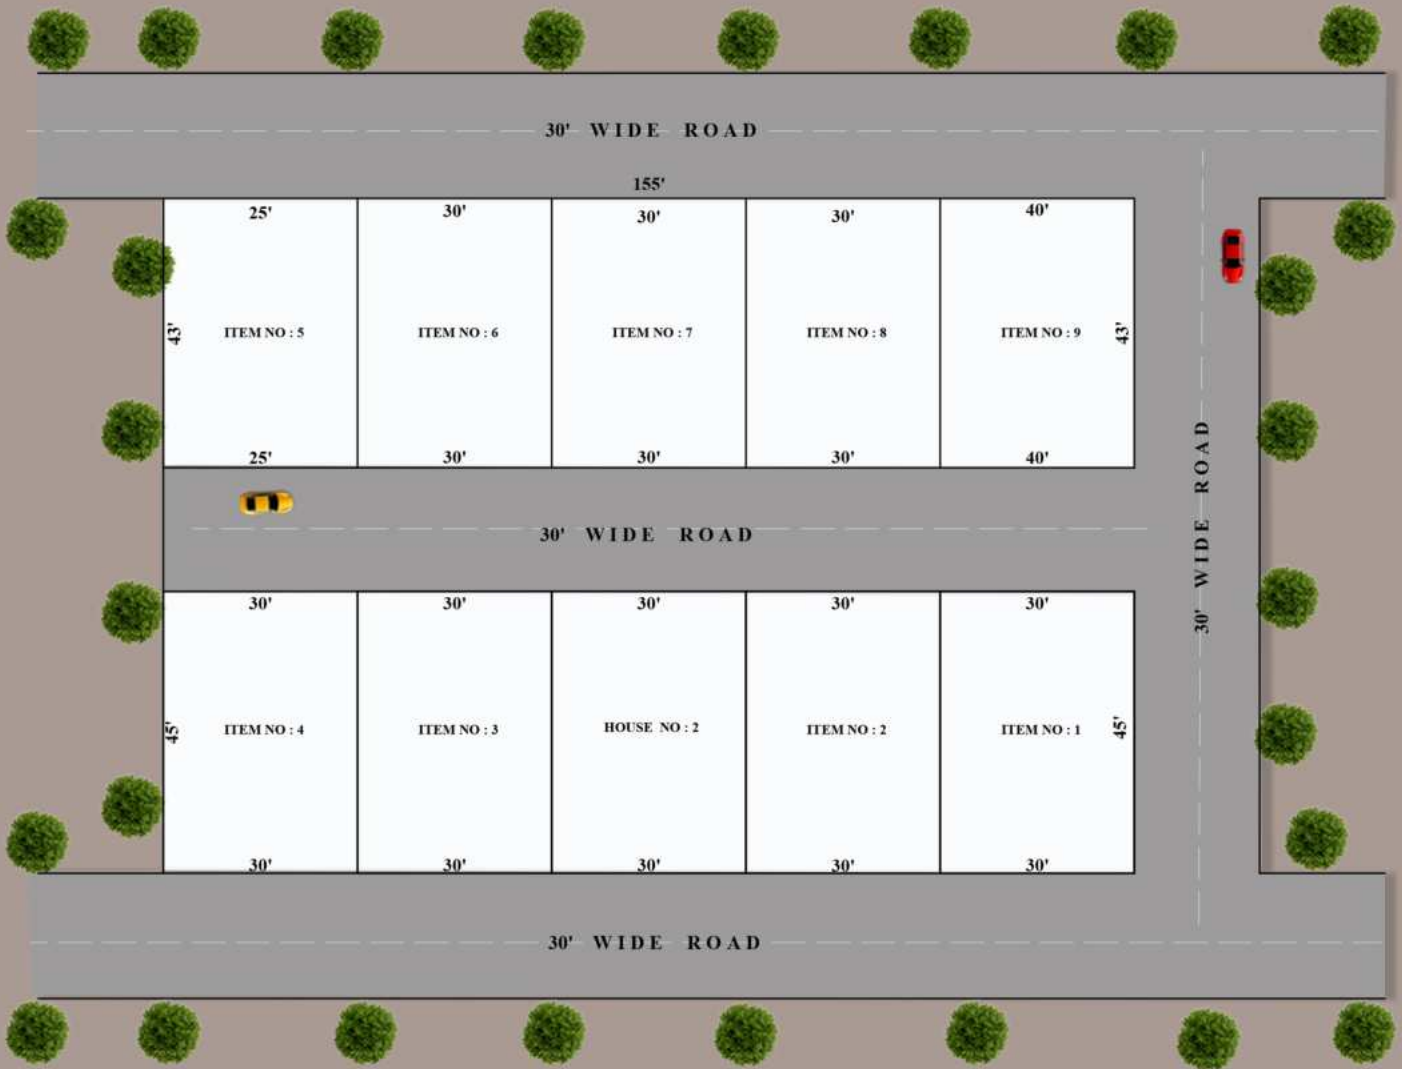 30' WIDE ROAD
155'
25' 30' 30' 30' 40'
43' ITEM NO : 5 ITEM NO : 6 ITEM NO : 7 ITEM NO : 8 ITEM NO : 9 43'
25' 30' 30' 30' 40'
30' WIDE ROAD
30' WIDE ROAD
30' 30' 30' 30' 30'
45' ITEM NO : 4 ITEM NO : 3 HOUSE NO : 2 ITEM NO : 2 ITEM NO : 1 45'
30' 30' 30' 30' 30'
30' WIDE ROAD